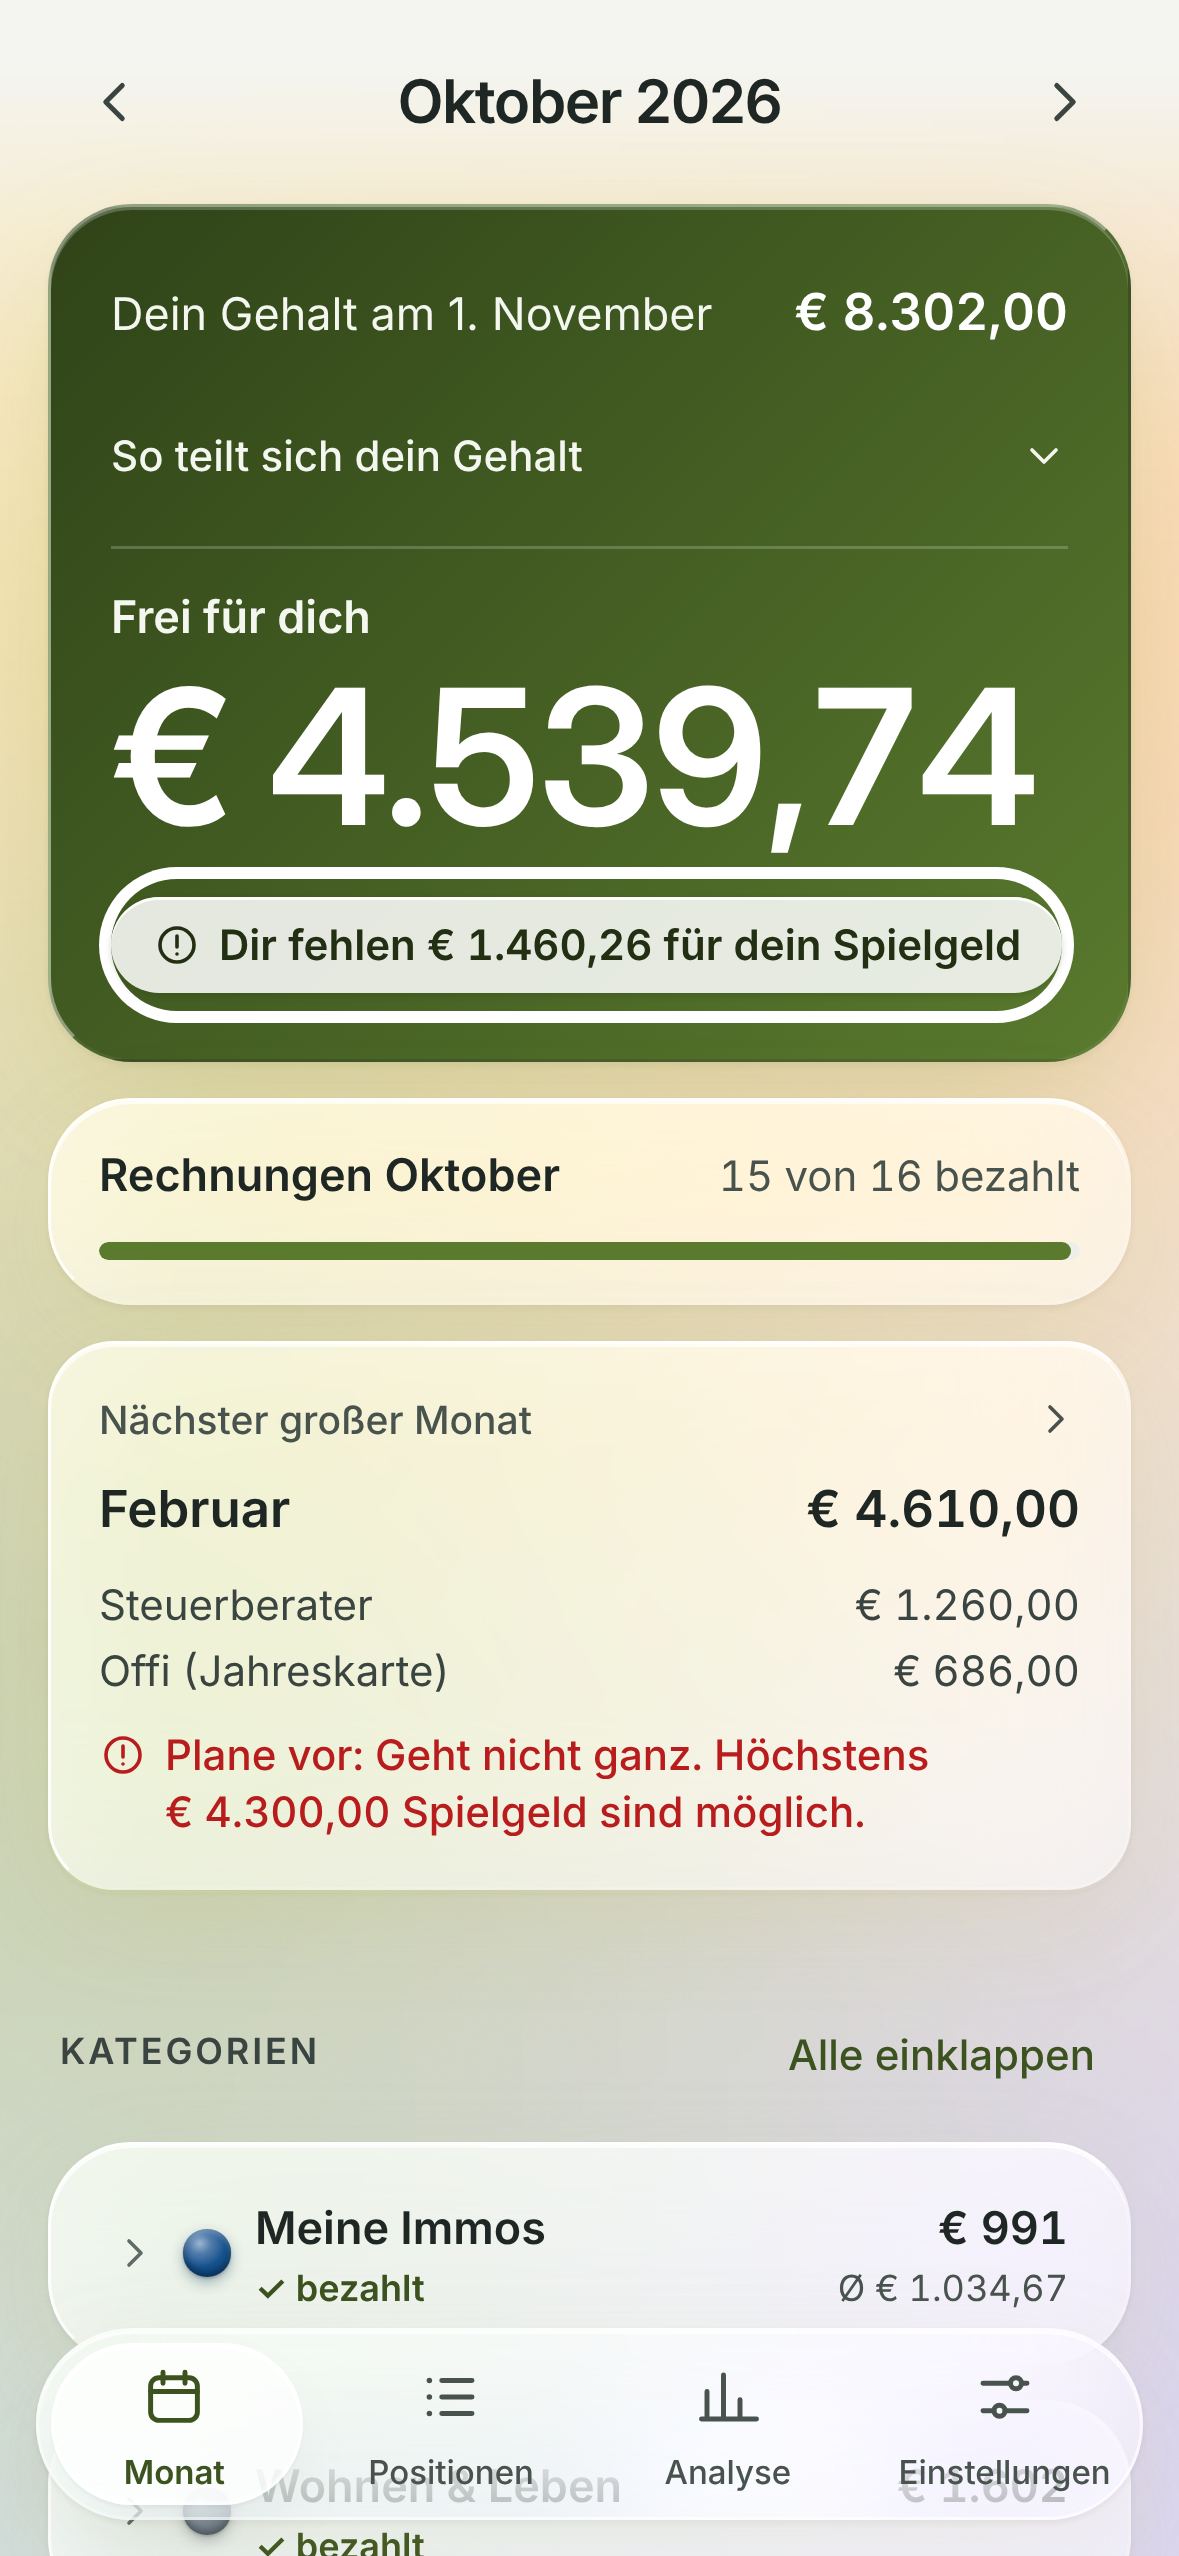 Oktober 2026
Dein Gehalt am 1. November € 8.302,00
So teilt sich dein Gehalt
Frei für dich
€ 4.539,74
Dir fehlen € 1.460,26 für dein Spielgeld
Rechnungen Oktober 15 von 16 bezahlt
Nächster großer Monat
Februar € 4.610,00
Steuerberater € 1.260,00
Offi (Jahreskarte) € 686,00
Plane vor: Geht nicht ganz. Höchstens
€ 4.300,00 Spielgeld sind möglich.
KATEGORIEN Alle einklappen
Meine Immos € 991
✓ bezahlt Ø € 1.034,67
Monat Positionen Analyse Einstellungen
Wohnen & Leben € 1.602
✓ bezahlt